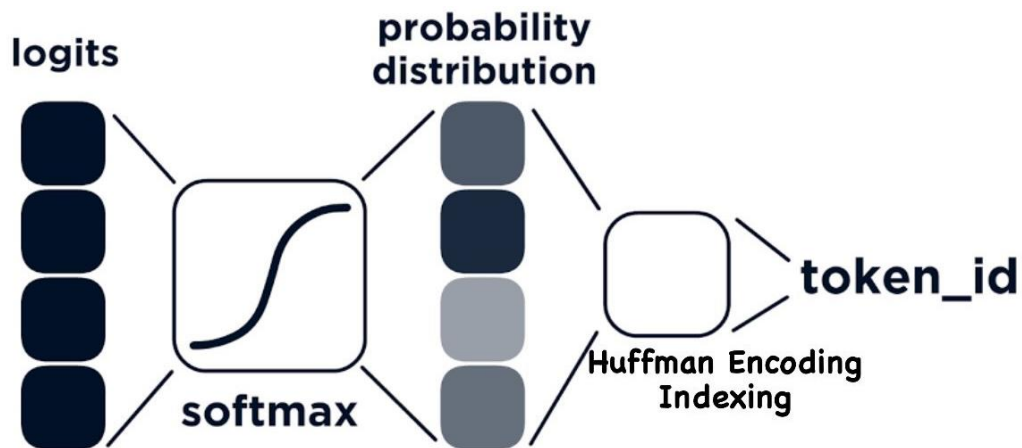 logits
probability
distribution
softmax
Huffman Encoding
Indexing
token_id